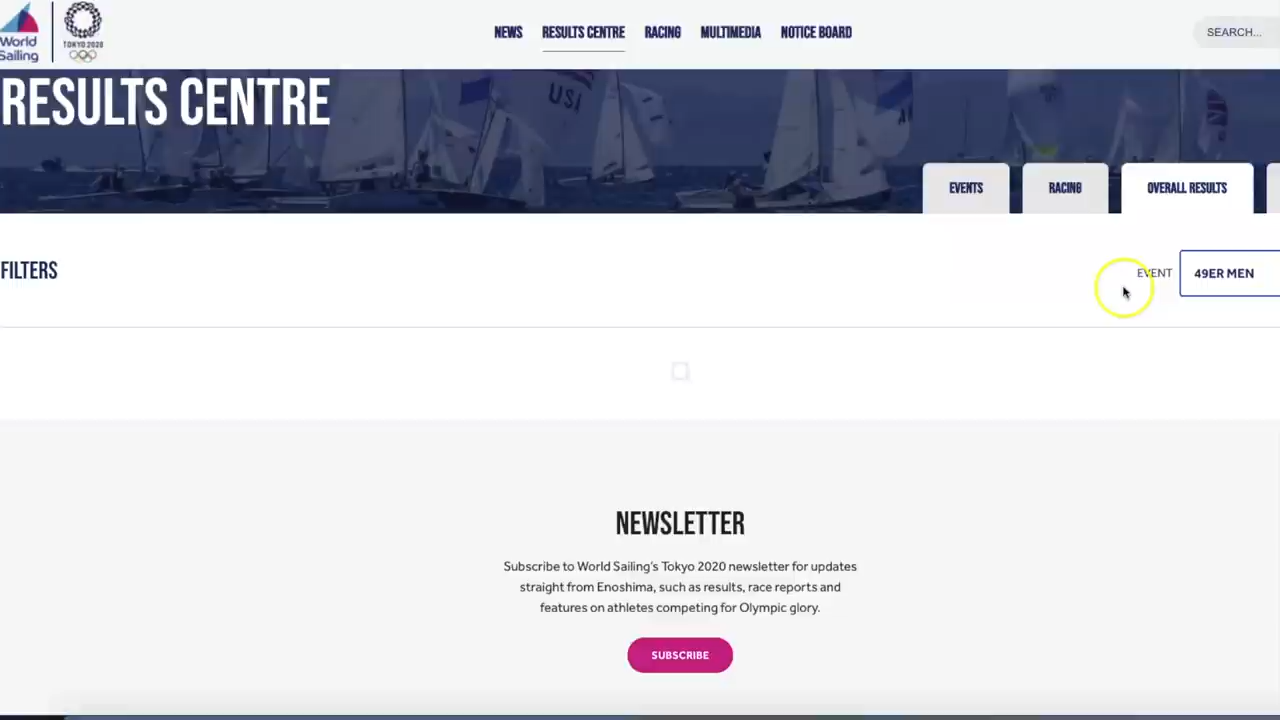 World
Sailing
TOKYO 2020
NEWS
RESULTS CENTRE
RACING
MULTIMEDIA
NOTICE BOARD
SEARCH...
RESULTS CENTRE
USI
EVENTS
RACING
OVERALL RESULTS
FILTERS
EVENT
49ER MEN
NEWSLETTER
Subscribe to World Sailing's Tokyo 2020 newsletter for updates
straight from Enoshima, such as results, race reports and
features on athletes competing for Olympic glory.
SUBSCRIBE